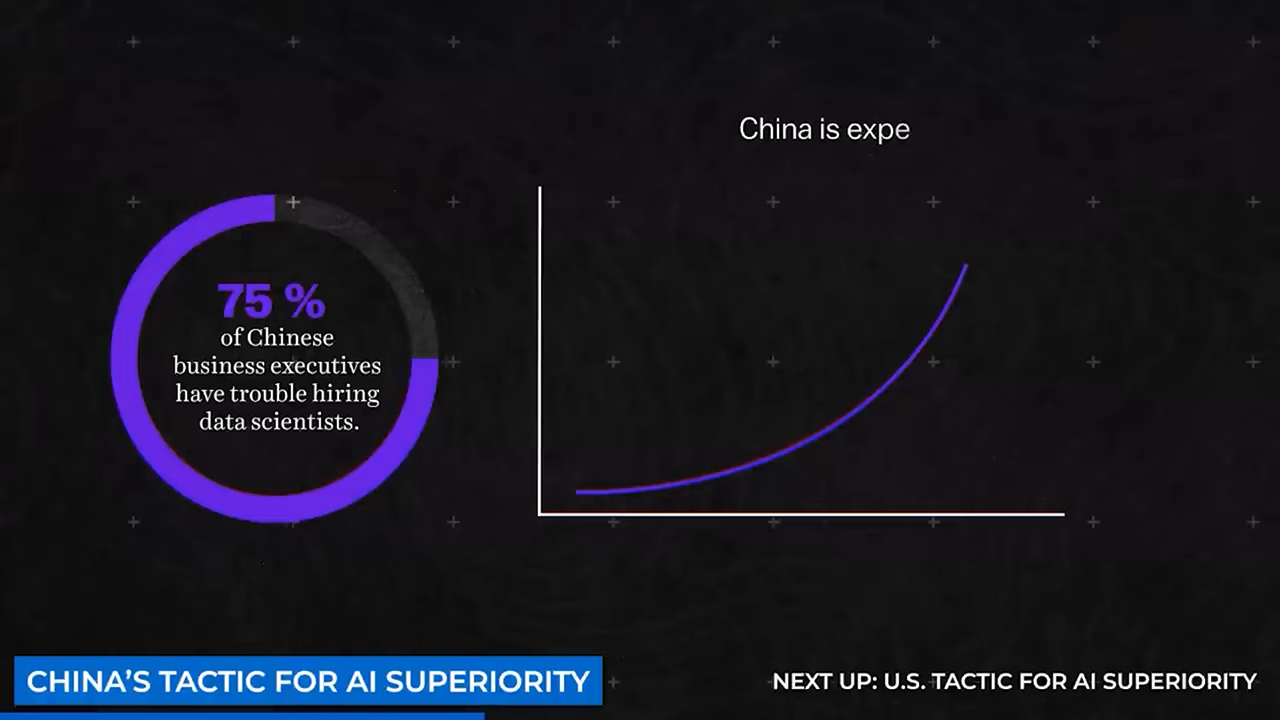 China is expe
75 %
of Chinese
business executives
have trouble hiring
data scientists.
CHINA'S TACTIC FOR AI SUPERIORITY
NEXT UP: U.S. TACTIC FOR AI SUPERIORITY